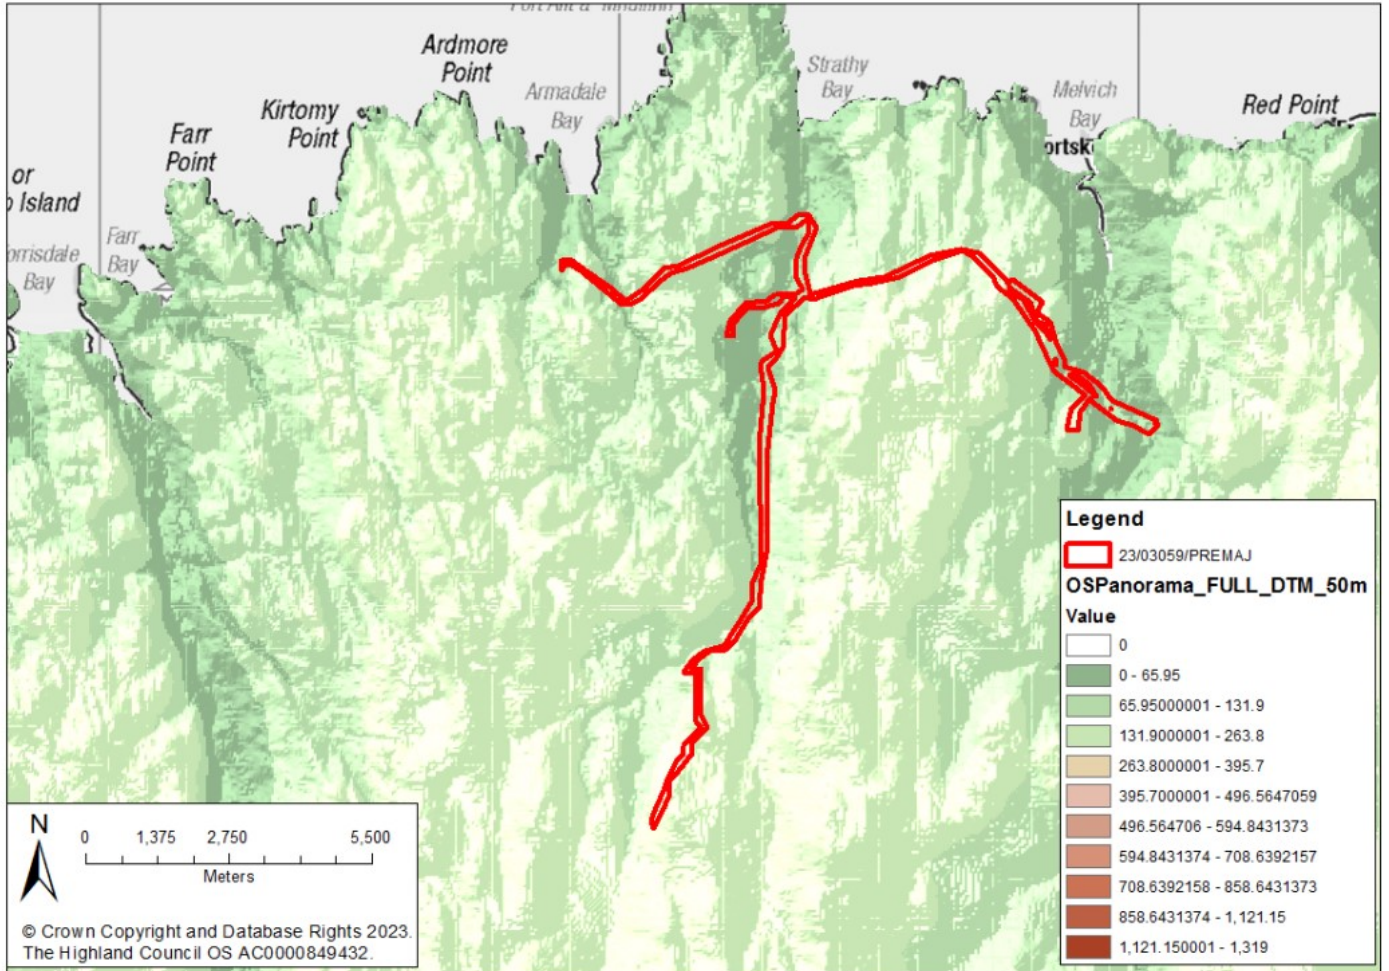 Ardmore
Point
Armadale
Bay
Kirtomy
Point
Farr
Point
Strathy
Bay
Melvich
Bay
Red Point
ortsk
or
Island
Farr
Bay
orrisdale
Bay
Legend
23/03059/PREMAJ
OSPanorama_FULL_DTM_50m
Value
0
0 - 65.95
65.95000001 - 131.9
131.9000001 - 263.8
263.8000001 - 395.7
395.7000001 - 496.5647059
496.564706 - 594.8431373
594.8431374 - 708.6392157
708.6392158 - 858.6431373
858.6431374 - 1,121.15
1,121.150001 - 1,319
N
0 1,375 2,750 5,500
Meters
© Crown Copyright and Database Rights 2023.
The Highland Council OS AC0000849432.